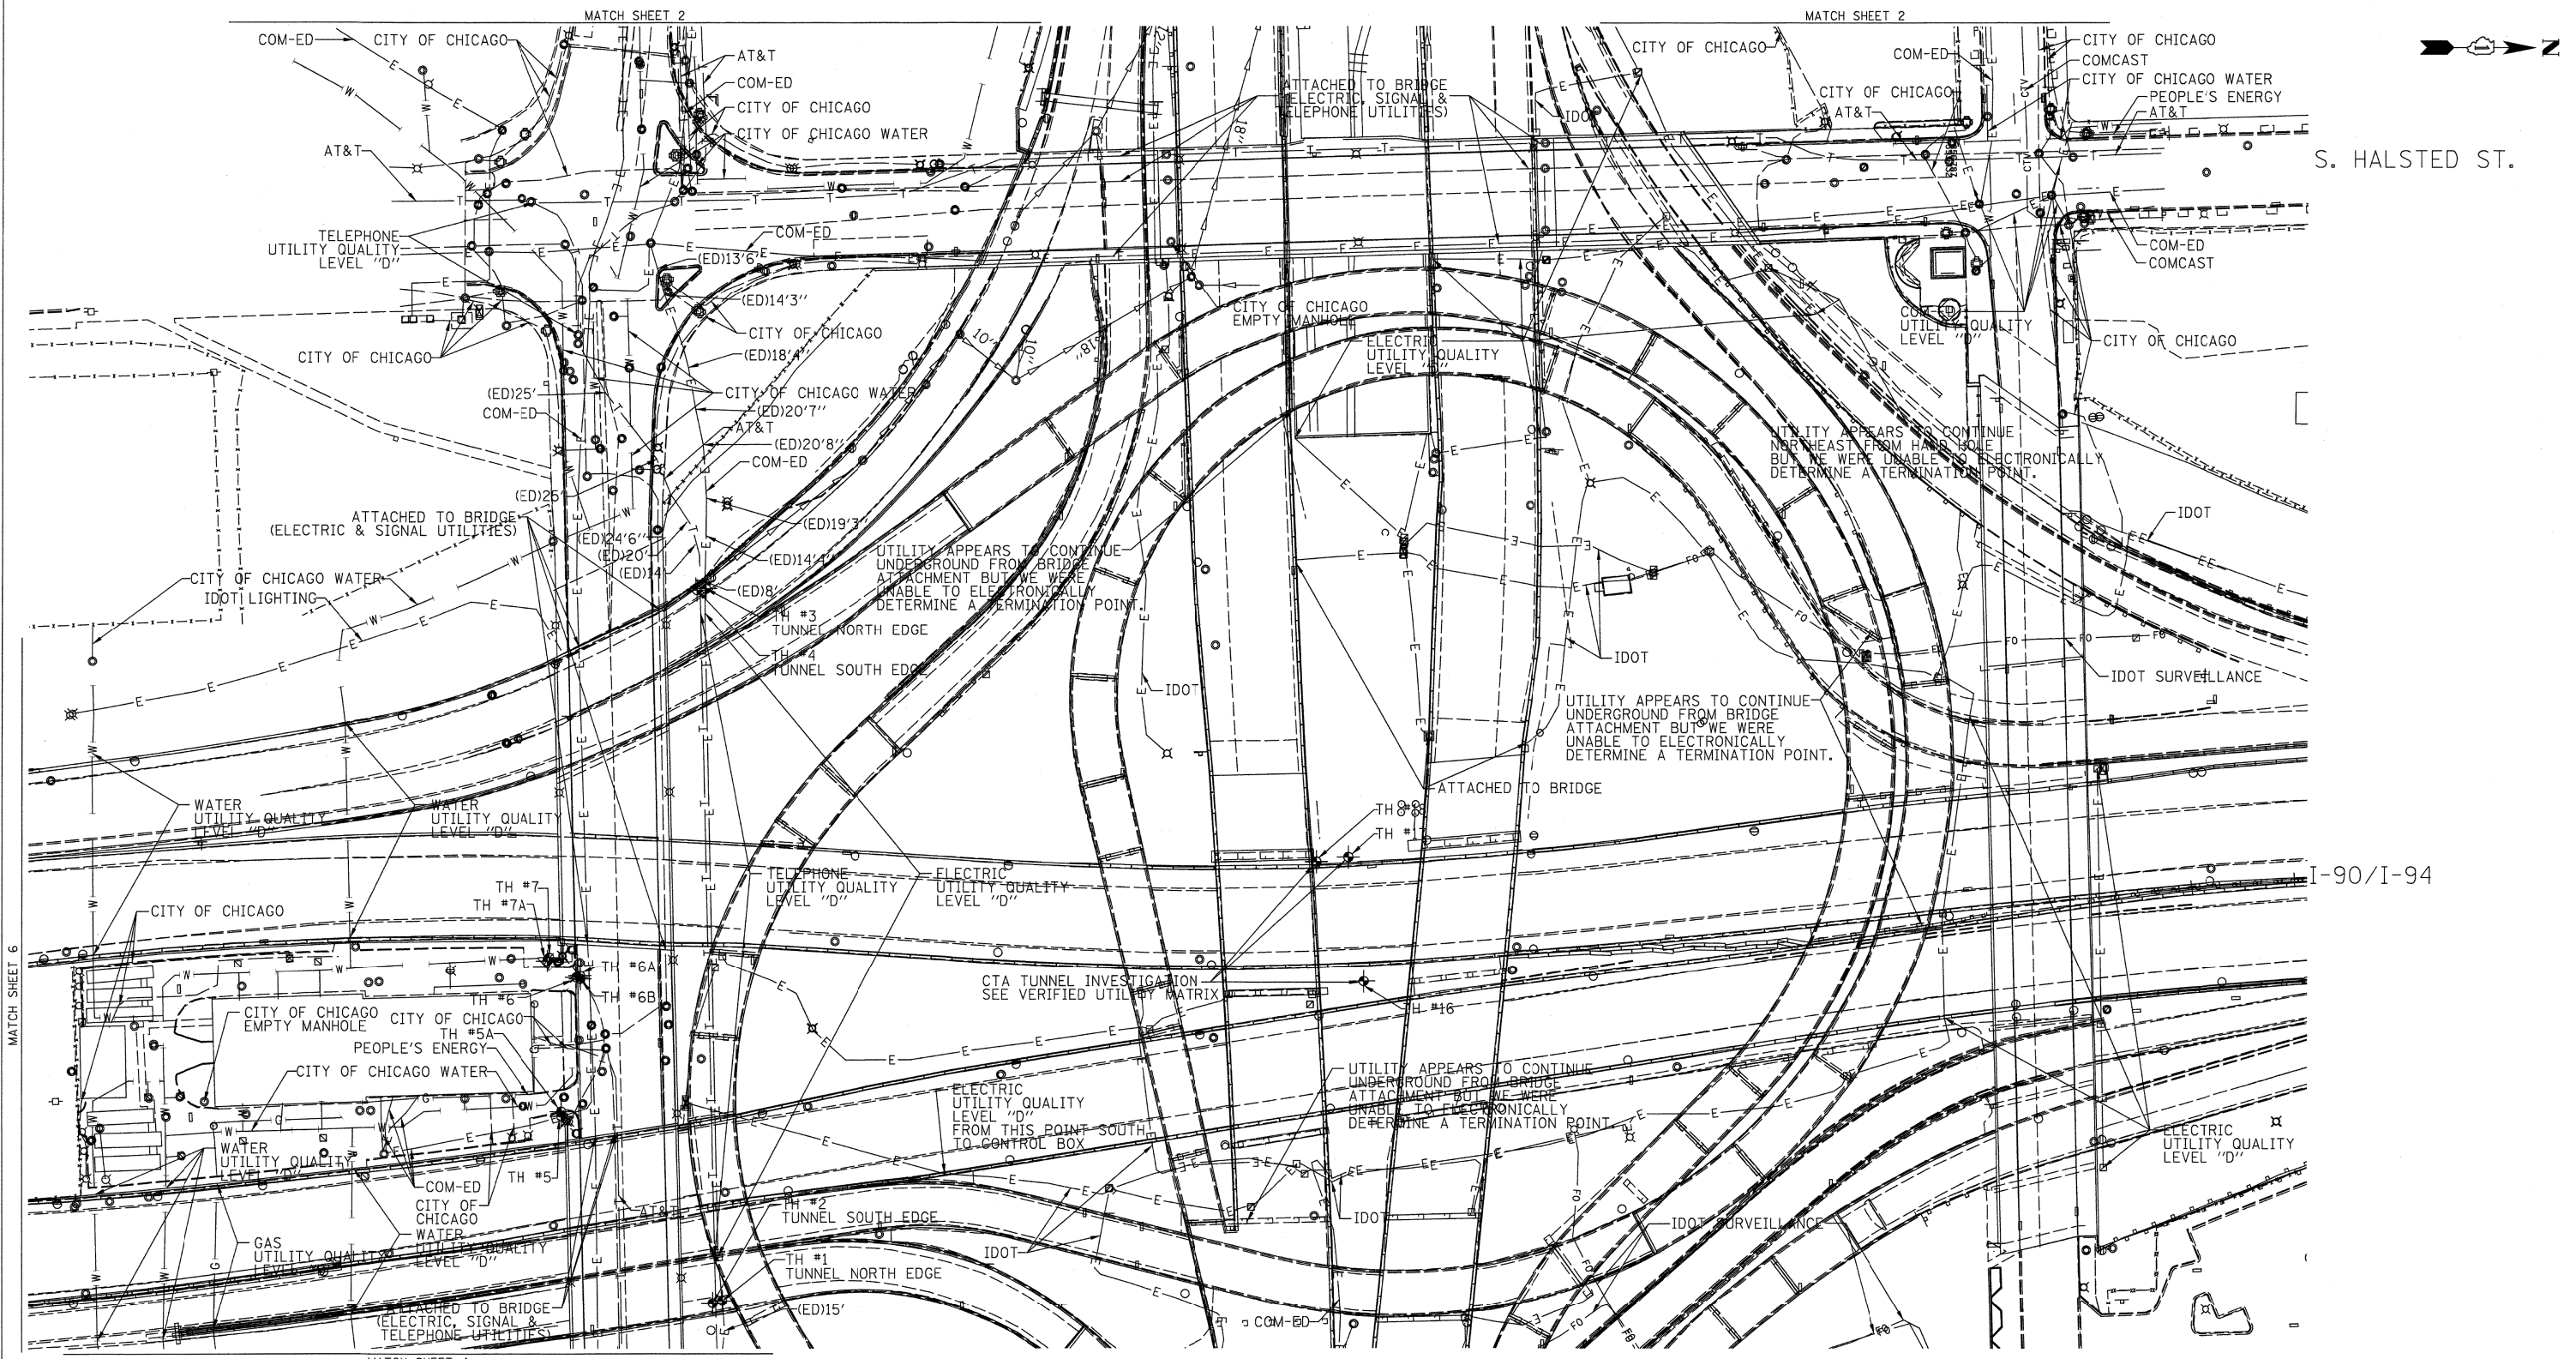 MATCH SHEET 2
MATCH SHEET 2
COM-ED
CITY OF CHICAGO
AT&T
COM-ED
CITY OF CHICAGO
CITY OF CHICAGO WATER
AT&T
ATTACHED TO BRIDGE
(ELECTRIC, SIGNAL &
TELEPHONE UTILITIES)
CITY OF CHICAGO
IDOT
COM-ED
CITY OF CHICAGO
AT&T
CITY OF CHICAGO
COMCAST
CITY OF CHICAGO WATER
PEOPLE'S ENERGY
AT&T
N
S. HALSTED ST.
TELEPHONE
UTILITY QUALITY
LEVEL "D"
COM-ED
(ED)13'6"
(ED)14'3"
CITY OF CHICAGO
(ED)18'4"
CITY OF CHICAGO
(ED)25'
COM-ED
CITY OF CHICAGO WATER
(ED)20'7"
AT&T
(ED)20'8"
COM-ED
(ED)25'
10"
10"
18"
18"
CITY OF CHICAGO
EMPTY MANHOLE
ELECTRIC
UTILITY QUALITY
LEVEL
COM-ED
COMCAST
COM-ED
UTILITY QUALITY
LEVEL "D"
CITY OF CHICAGO
UTILITY APPEARS TO CONTINUE
NORTHEAST FROM HAND HOLE
BUT WE WERE UNABLE TO ELECTRONICALLY
DETERMINE A TERMINATION POINT.
IDOT
ATTACHED TO BRIDGE
(ELECTRIC & SIGNAL UTILITIES)
(ED)19'3"
(ED)24'6"
(ED)20'
(ED)14'
(ED)14'4"
(ED)8'
UTILITY APPEARS TO CONTINUE
UNDERGROUND FROM BRIDGE
ATTACHMENT BUT WE WERE
UNABLE TO ELECTRONICALLY
DETERMINE A TERMINATION POINT.
CITY OF CHICAGO WATER
IDOT LIGHTING
TH #3
TUNNEL NORTH EDGE
TH #4
TUNNEL SOUTH EDGE
IDOT
IDOT
IDOT SURVEILLANCE
UTILITY APPEARS TO CONTINUE
UNDERGROUND FROM BRIDGE
ATTACHMENT BUT WE WERE
UNABLE TO ELECTRONICALLY
DETERMINE A TERMINATION POINT.
ATTACHED TO BRIDGE
WATER
UTILITY QUALITY
LEVEL "D"
WATER
UTILITY QUALITY
LEVEL "D"
TH
TH
TELEPHONE
UTILITY QUALITY
LEVEL "D"
ELECTRIC
UTILITY QUALITY
LEVEL "D"
I-90/I-94
TH #7
TH #7A
CITY OF CHICAGO
MATCH SHEET 6
TH #6A
TH #6
TH #6B
CITY OF CHICAGO
EMPTY MANHOLE
CITY OF CHICAGO
TH #5A
PEOPLE'S ENERGY
CITY OF CHICAGO WATER
CTA TUNNEL INVESTIGATION
SEE VERIFIED UTILITY MATRIX
TH #16
ELECTRIC
UTILITY QUALITY
LEVEL "D"
FROM THIS POINT SOUTH
TO CONTROL BOX
UTILITY APPEARS TO CONTINUE
UNDERGROUND FROM BRIDGE
ATTACHMENT BUT WE WERE
UNABLE TO ELECTRONICALLY
DETERMINE A TERMINATION POINT.
ELECTRIC
UTILITY QUALITY
LEVEL "D"
WATER
UTILITY QUALITY
LEVEL "D"
TH #5
COM-ED
CITY OF
CHICAGO
WATER
UTILITY QUALITY
LEVEL "D"
GAS
UTILITY QUALITY
LEVEL "D"
AT&T
TH #2
TUNNEL SOUTH EDGE
TH #1
TUNNEL NORTH EDGE
(ED)15'
IDOT
IDOT
IDOT SURVEILLANCE
COM-ED
ATTACHED TO BRIDGE
(ELECTRIC, SIGNAL &
TELEPHONE UTILITIES)